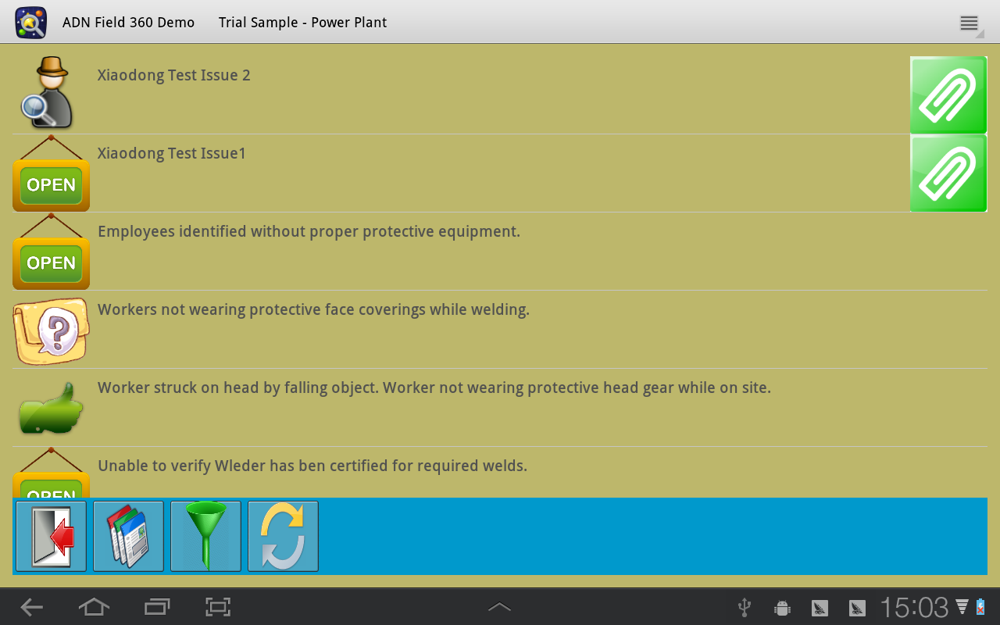 ADN Field 360 Demo Trial Sample - Power Plant
Xiaodong Test Issue 2
Xiaodong Test Issue1
OPEN
Employees identified without proper protective equipment.
OPEN
Workers not wearing protective face coverings while welding.
?
Worker struck on head by falling object. Worker not wearing protective head gear while on site.
Unable to verify Wleder has ben certified for required welds.
OPEN
15:03